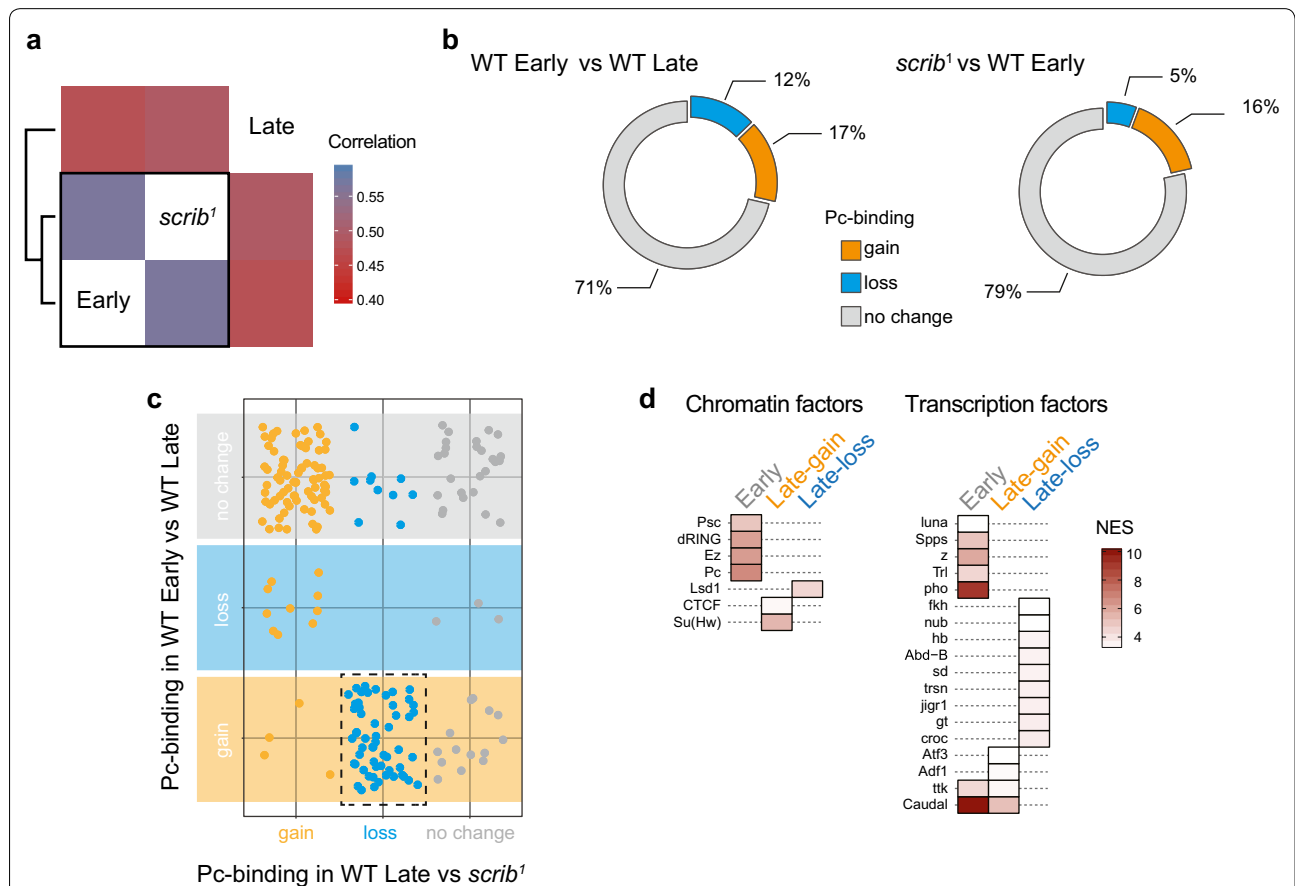 a
Late
scrib¹
Early
Correlation
0.55
0.50
0.45
0.40
b
WT Early vs WT Late
12%
17%
71%
scrib¹ vs WT Early
5%
16%
79%
Pc-binding
gain
loss
no change
c
Pc-binding in WT Early vs WT Late
no change
loss
gain
gain
loss
no change
Pc-binding in WT Late vs scrib¹
d
Chromatin factors
Early
Late-gain
Late-loss
Psc
dRING
Ez
Pc
Lsd1
CTCF
Su(Hw)
Transcription factors
Early
Late-gain
Late-loss
luna
Spps
z
Trl
pho
fkh
nub
hb
Abd−B
sd
trsn
jigr1
gt
croc
Atf3
Adf1
ttk
Caudal
NES
10
8
6
4